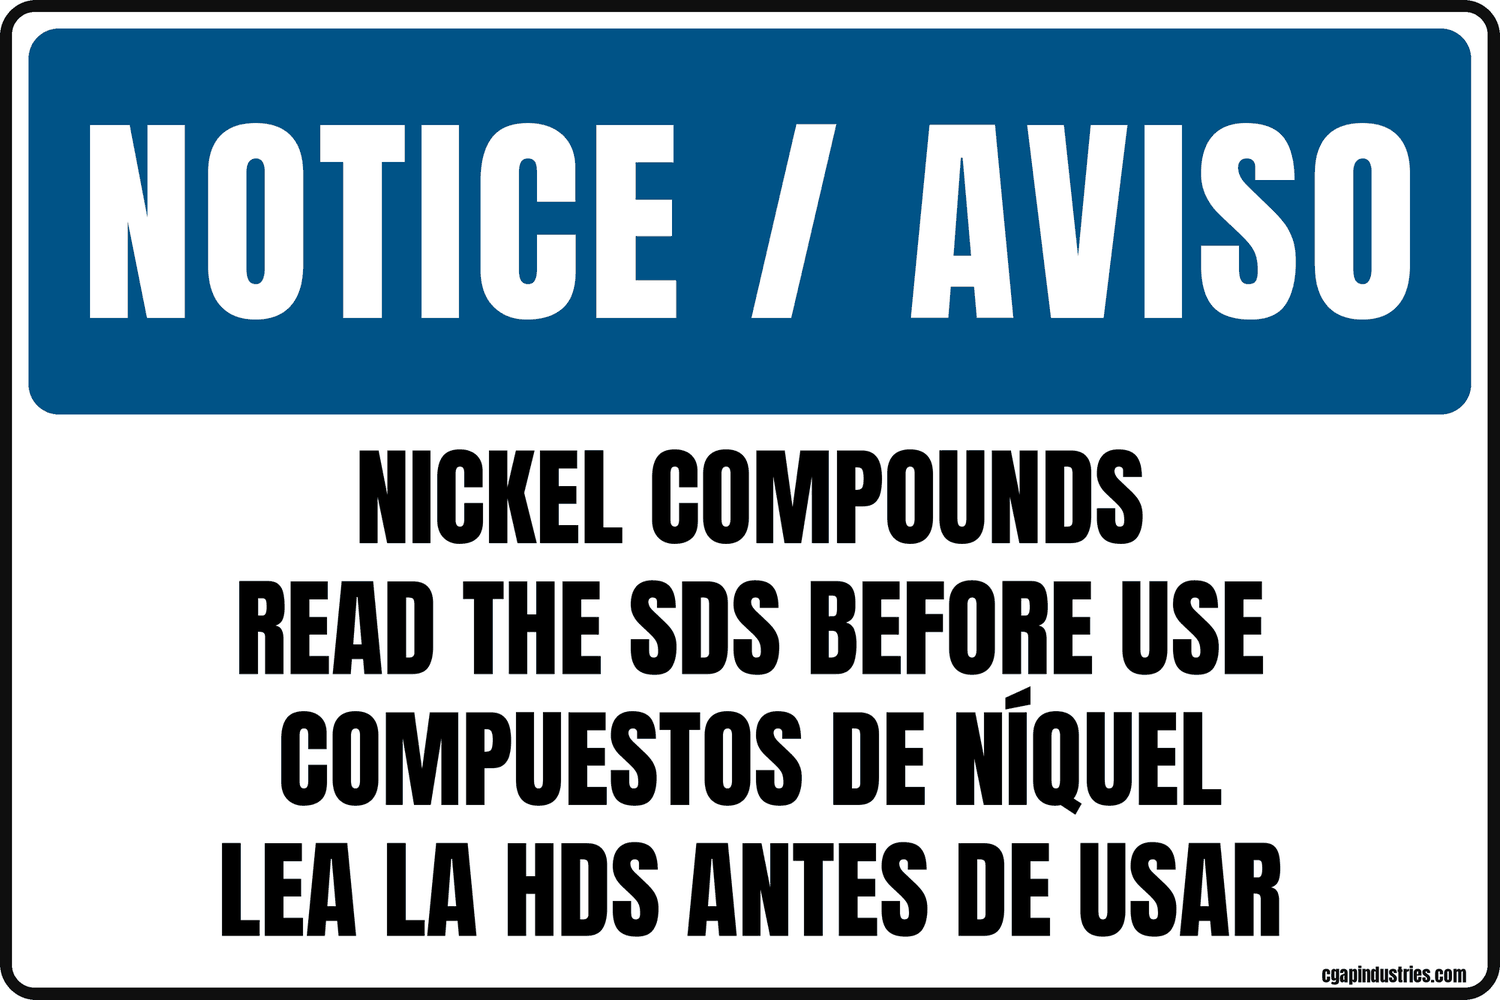 NOTICE / AVISO
NICKEL COMPOUNDS
READ THE SDS BEFORE USE
COMPUESTOS DE NÍQUEL
LEA LA HDS ANTES DE USAR
cgapindustries.com